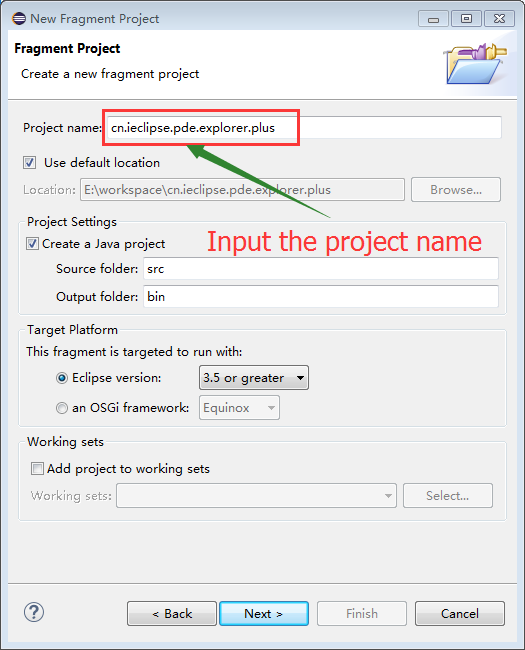 New Fragment Project
Fragment Project
Create a new fragment project
Project name: cn.ieclipse.pde.explorer.plus
Use default location
Location: E:\workspace\cn.ieclipse.pde.explorer.plus Browse...
Input the project name
Project Settings
Create a Java project
Source folder: src
Output folder: bin
Target Platform
This fragment is targeted to run with:
Eclipse version: 3.5 or greater
an OSGi framework: Equinox
Working sets
Add project to working sets
Working sets: Select...
? < Back Next > Finish Cancel